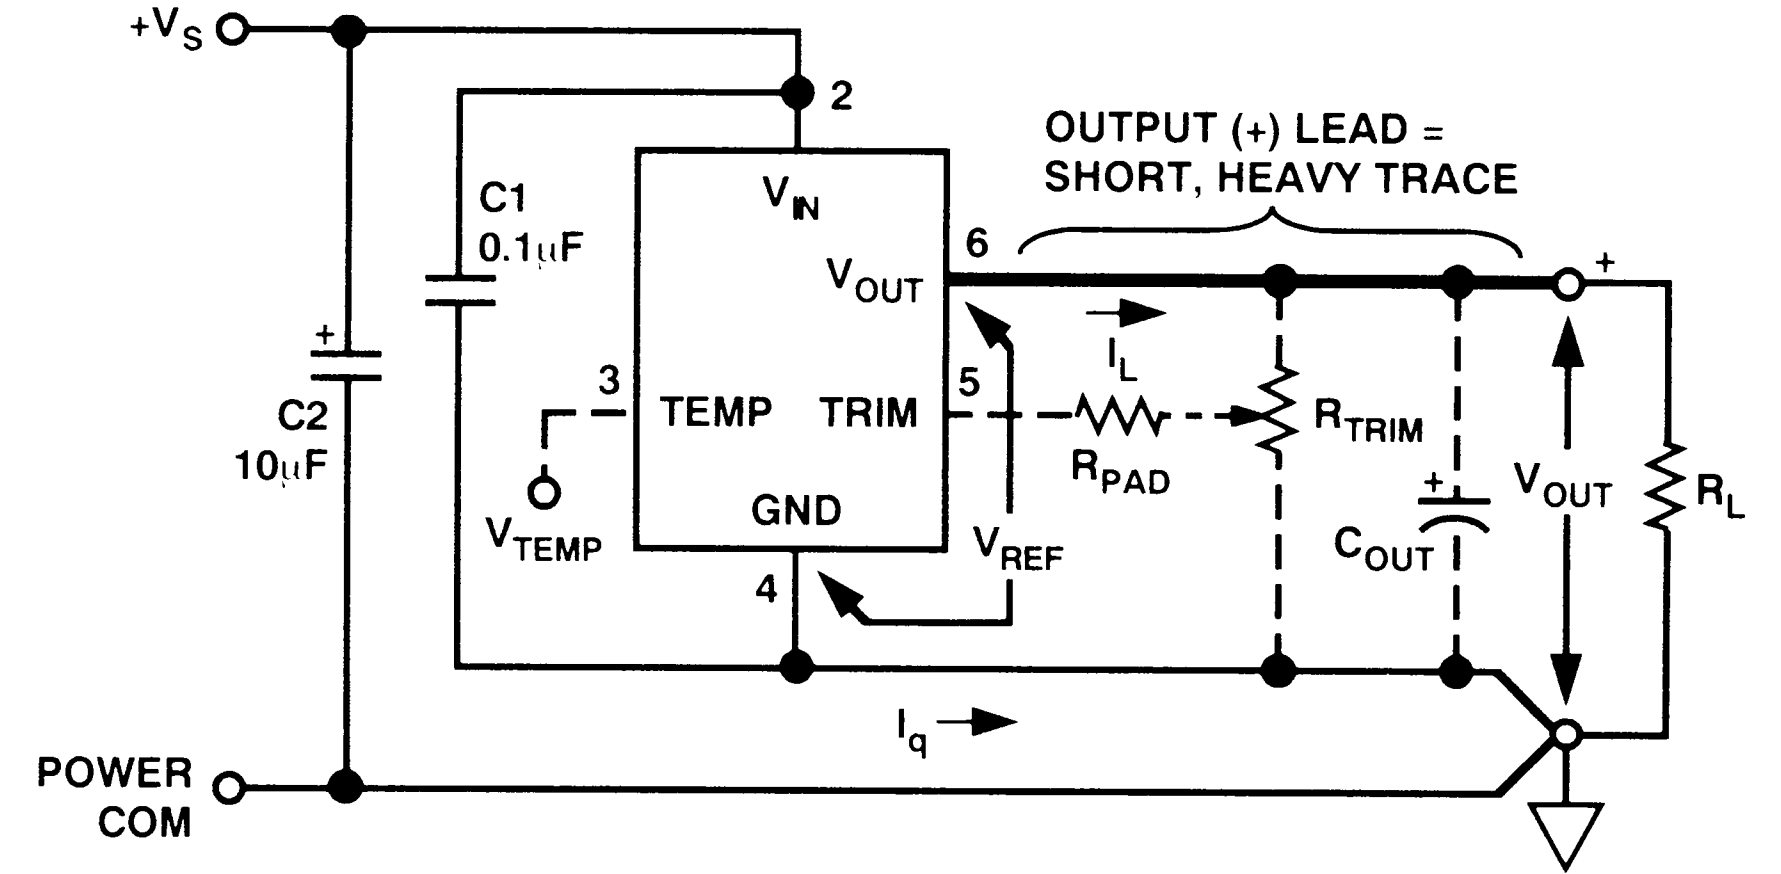 +VS
2
OUTPUT (+) LEAD =
SHORT, HEAVY TRACE
C1
0.1µF
VIN
6
+
VOUT
IL
+
3
5
TEMP
TRIM
RTRIM
C2
10µF
RPAD
+
VOUT
RL
GND
VTEMP
VREF
COUT
4
Iq
POWER
COM